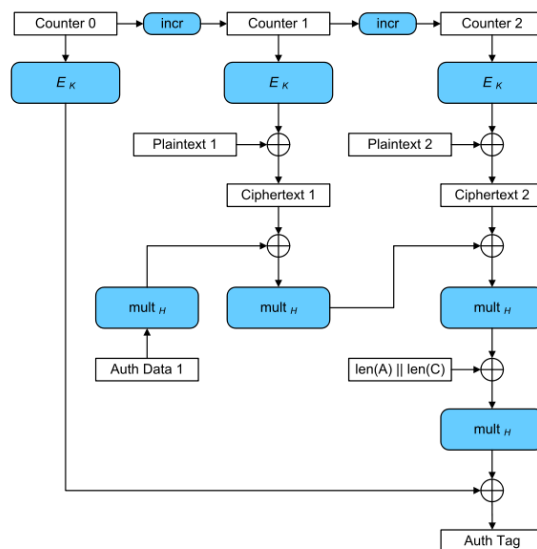 Counter 0
incr
Counter 1
incr
Counter 2
E K
E K
E K
Plaintext 1
Plaintext 2
Ciphertext 1
Ciphertext 2
mult H
mult H
mult H
Auth Data 1
len(A) || len(C)
mult H
Auth Tag